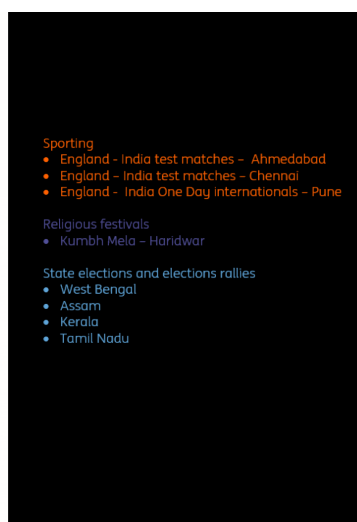 Sporting
• England - India test matches – Ahmedabad
• England – India test matches – Chennai
• England - India One Day internationals – Pune
Religious festivals
• Kumbh Mela – Haridwar
State elections and elections rallies
• West Bengal
• Assam
• Kerala
• Tamil Nadu